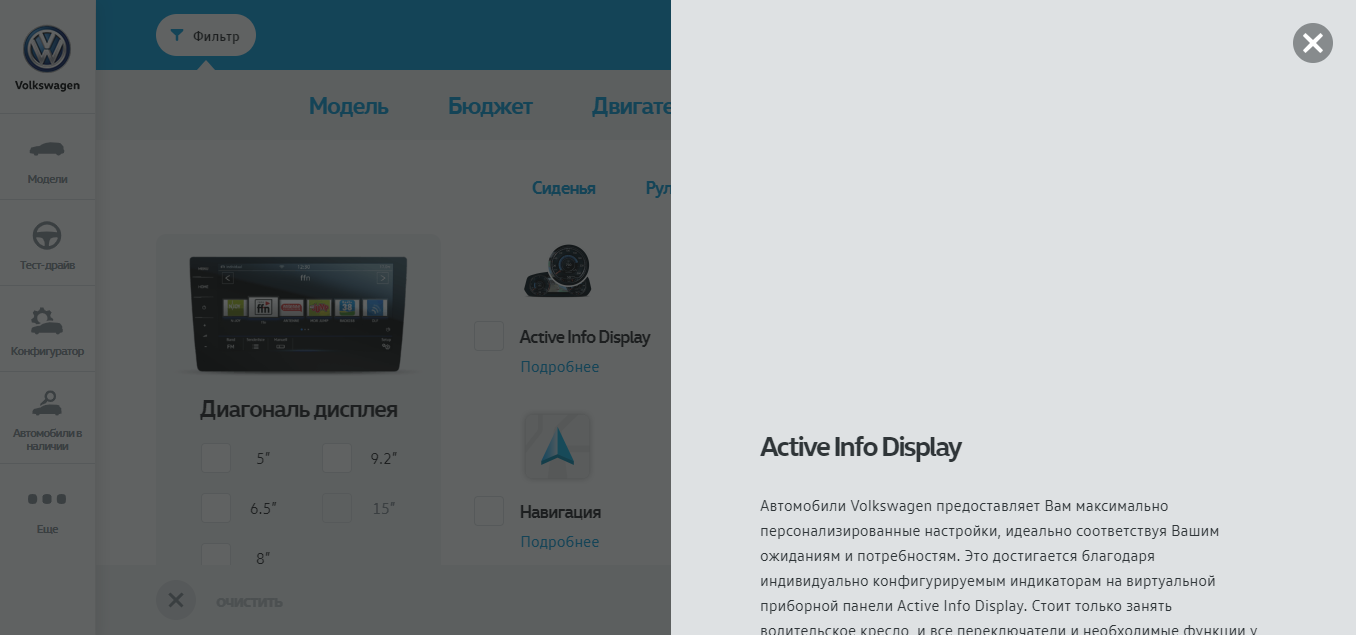 Volkswagen
Модели
Тест-драйв
Конфигуратор
Автомобили в
наличии
Еще
Фильтр
Модель Бюджет Двигате
Сиденья Рул
ffn
ffn
Диагональ дисплея
5″ 9.2″
6.5″ 15″
8″
Active Info Display
Подробнее
Навигация
Подробнее
ОЧИСТИТЬ
Active Info Display
Автомобили Volkswagen предоставляет Вам максимально
персонализированные настройки, идеально соответствуя Вашим
ожиданиям и потребностям. Это достигается благодаря
индивидуально конфигурируемым индикаторам на виртуальной
приборной панели Active Info Display. Стоит только занять
водительское кресло, и все переключатели и необходимые функции у